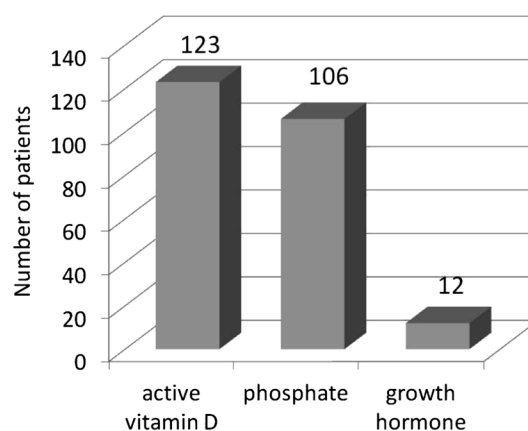 Number of patients
140
120
100
80
60
40
20
0
123
106
12
active
vitamin D
phosphate
growth
hormone